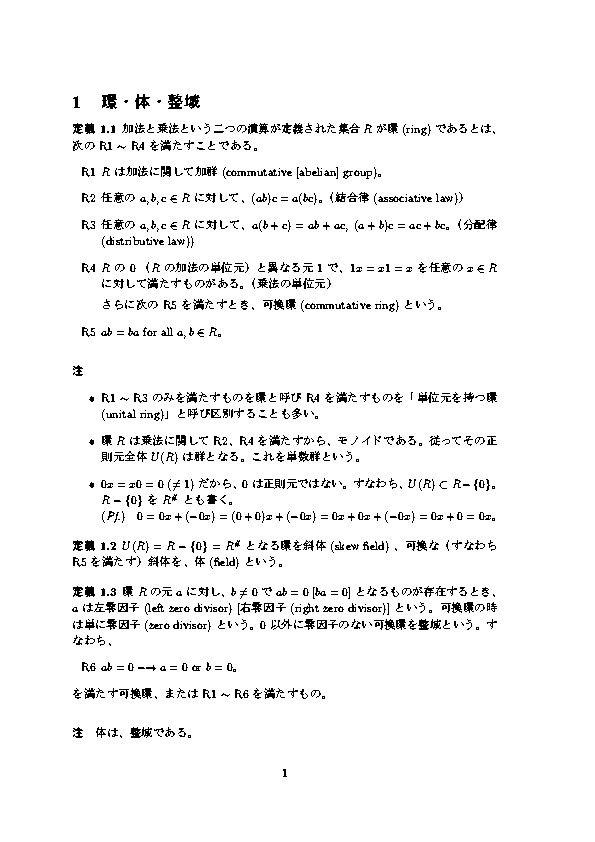 1 環・体・整域
定義 1.1 加法と乗法という二つの演算が定義された集合 R が環 (ring) であるとは、
次の R1 ~ R4 を満たすことである。
R1 R は加法に関して加群 (commutative [abelian] group)。
R2 任意の a, b, c ∈ R に対して、(ab)c = a(bc)。（結合律 (associative law)）
R3 任意の a, b, c ∈ R に対して、a(b + c) = ab + ac, (a + b)c = ac + bc。（分配律
(distributive law)）
R4 R の 0 （R の加法の単位元）と異なる元 1 で、1x = x1 = x を任意の x ∈ R
に対して満たすものがある。（乗法の単位元）
さらに次の R5 を満たすとき、可換環 (commutative ring) という。
R5 ab = ba for all a, b ∈ R。
注
• R1 ~ R3 のみを満たすものを環と呼び R4 を満たすものを「単位元を持つ環
(unital ring)」と呼び区別することも多い。
• 環 R は乗法に関して R2、R4 を満たすから、モノイドである。従ってその正
則元全体 U(R) は群となる。これを単数群という。
• 0x = x0 = 0 (≠ 1) だから、0 は正則元ではない。すなわち、U(R) ⊂ R − {0}。
R − {0} を R# とも書く。
(Pf.) 0 = 0x + (−0x) = (0 + 0)x + (−0x) = 0x + 0x + (−0x) = 0x + 0 = 0x。
定義 1.2 U(R) = R − {0} = R# となる環を斜体 (skew field) 、可換な（すなわち
R5 を満たす）斜体を、体 (field) という。
定義 1.3 環 R の元 a に対し、b ≠ 0 で ab = 0 [ba = 0] となるものが存在するとき、
a は左零因子 (left zero divisor) [右零因子 (right zero divisor)] という。可換環の時
は単に零因子 (zero divisor) という。0 以外に零因子のない可換環を整域という。す
なわち、
R6 ab = 0 −→ a = 0 or b = 0。
を満たす可換環、または R1 ~ R6 を満たすもの。
注 体は、整域である。
1